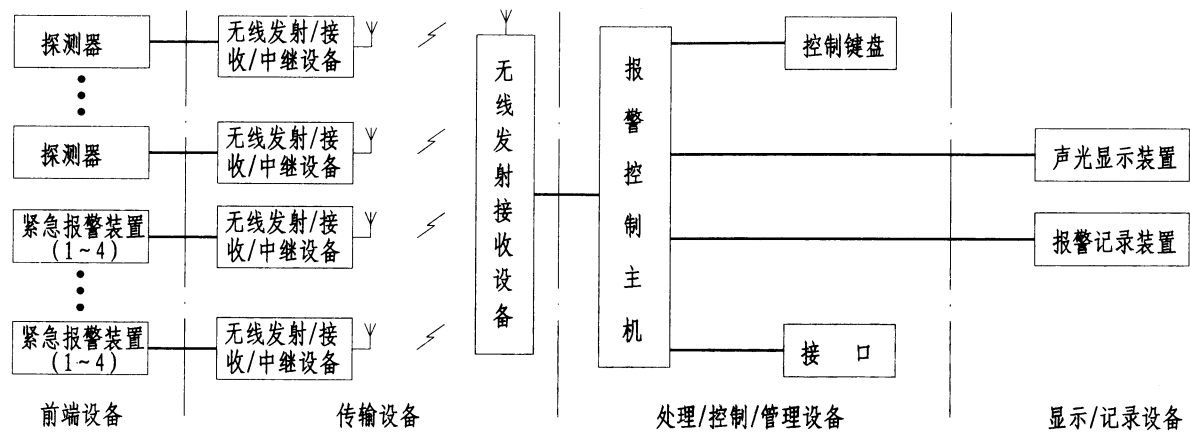 探测器
无线发射/接
收/中继设备
探测器
无线发射/接
收/中继设备
紧急报警装置
(1~4)
无线发射/接
收/中继设备
紧急报警装置
(1~4)
无线发射/接
收/中继设备
无线发射接收设备
报警控制主机
控制键盘
声光显示装置
报警记录装置
接 口
前端设备
传输设备
处理/控制/管理设备
显示/记录设备